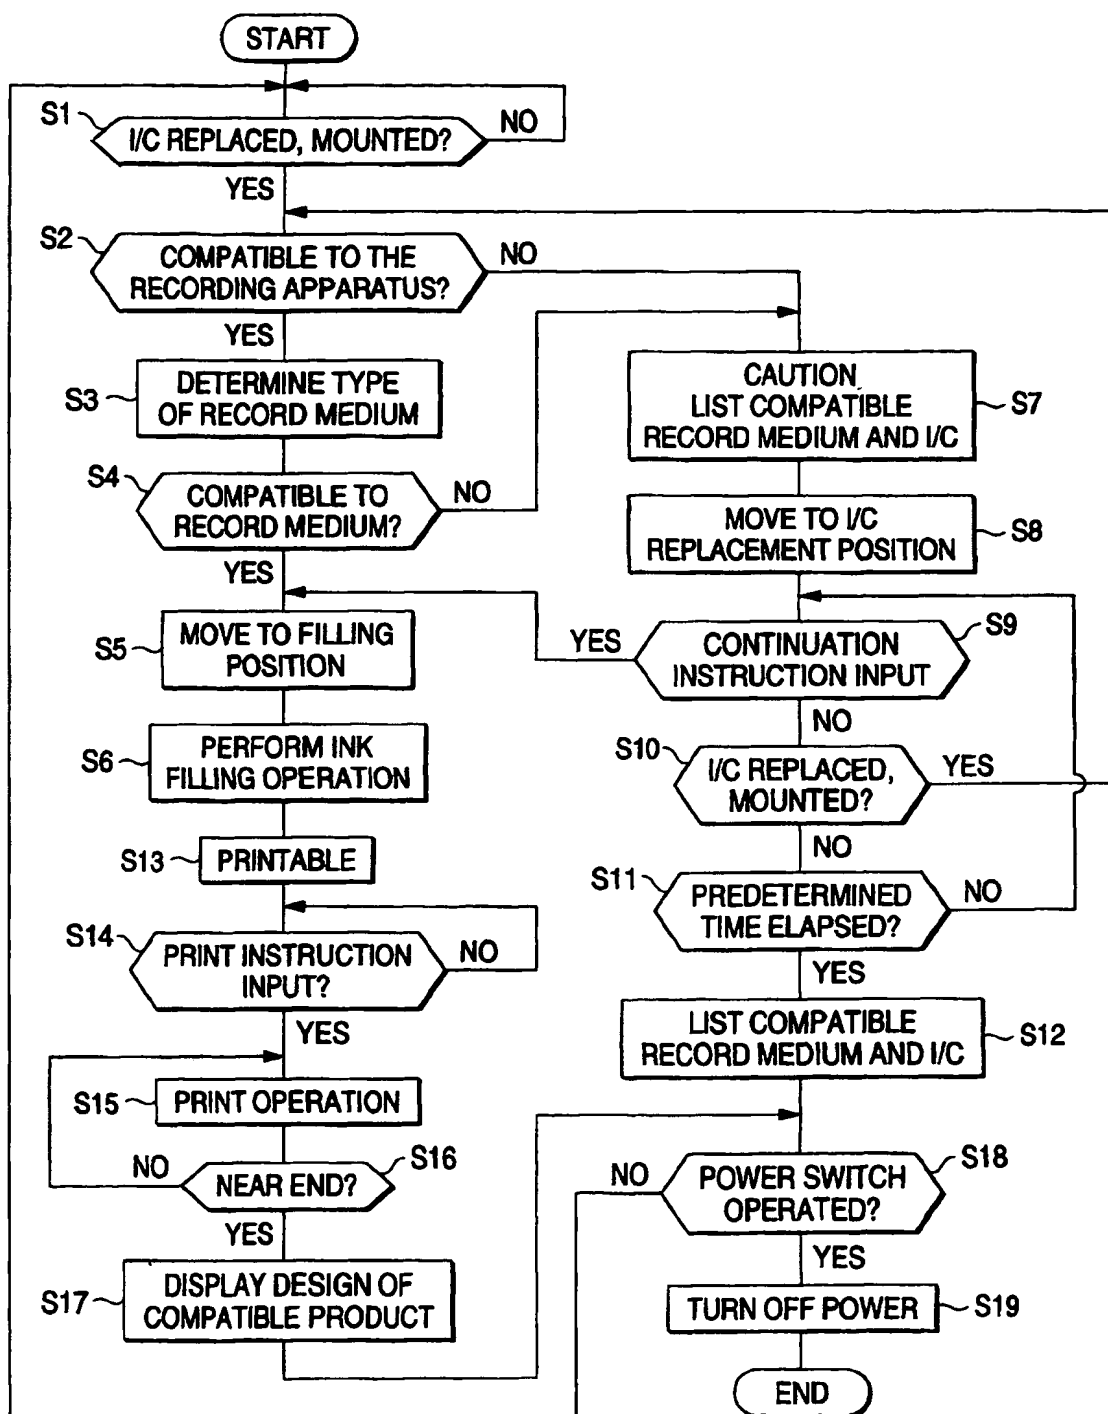 START
S1
I/C REPLACED, MOUNTED?
NO
YES
S2
COMPATIBLE TO THE
RECORDING APPARATUS?
NO
YES
S3
DETERMINE TYPE
OF RECORD MEDIUM
S4
COMPATIBLE TO
RECORD MEDIUM?
NO
YES
S5
MOVE TO FILLING
POSITION
S6
PERFORM INK
FILLING OPERATION
S13
PRINTABLE
S14
PRINT INSTRUCTION
INPUT?
NO
YES
S15
PRINT OPERATION
S16
NEAR END?
NO
YES
S17
DISPLAY DESIGN OF
COMPATIBLE PRODUCT
CAUTION
LIST COMPATIBLE
RECORD MEDIUM AND I/C
S7
MOVE TO I/C
REPLACEMENT POSITION
S8
S9
CONTINUATION
INSTRUCTION INPUT
YES
NO
S10
I/C REPLACED,
MOUNTED?
YES
NO
S11
PREDETERMINED
TIME ELAPSED?
NO
YES
LIST COMPATIBLE
RECORD MEDIUM AND I/C
S12
S18
POWER SWITCH
OPERATED?
NO
YES
TURN OFF POWER
S19
END